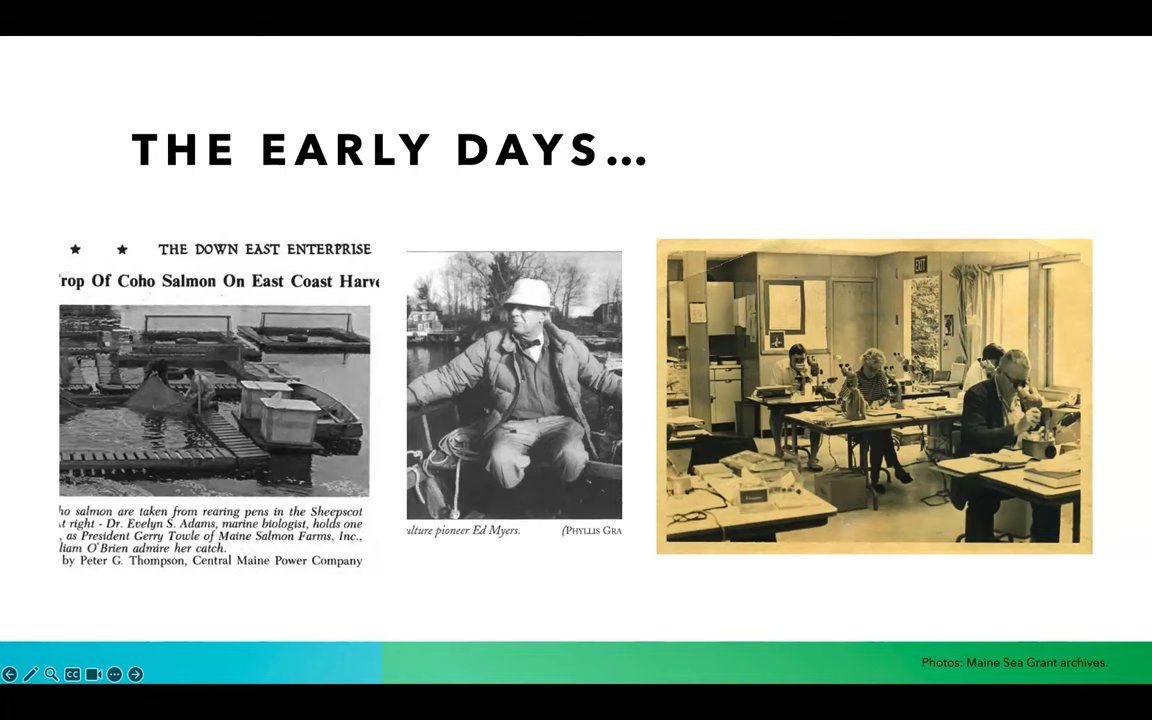 THE EARLY DAYS...
THE DOWN EAST ENTERPRISE
rop Of Coho Salmon On East Coast Harve
ho salmon are taken from rearing pens in the Sheepscot
t right - Dr. Evelyn S. Adams, marine biologist, holds one
, as President Gerry Towle of Maine Salmon Farms, Inc.,
lliam O'Brien admire her catch.
by Peter G. Thompson, Central Maine Power Company
ulture pioneer Ed Myers.
(PHYLLIS GRA
EXIT
Photos: Maine Sea Grant archives.
CC